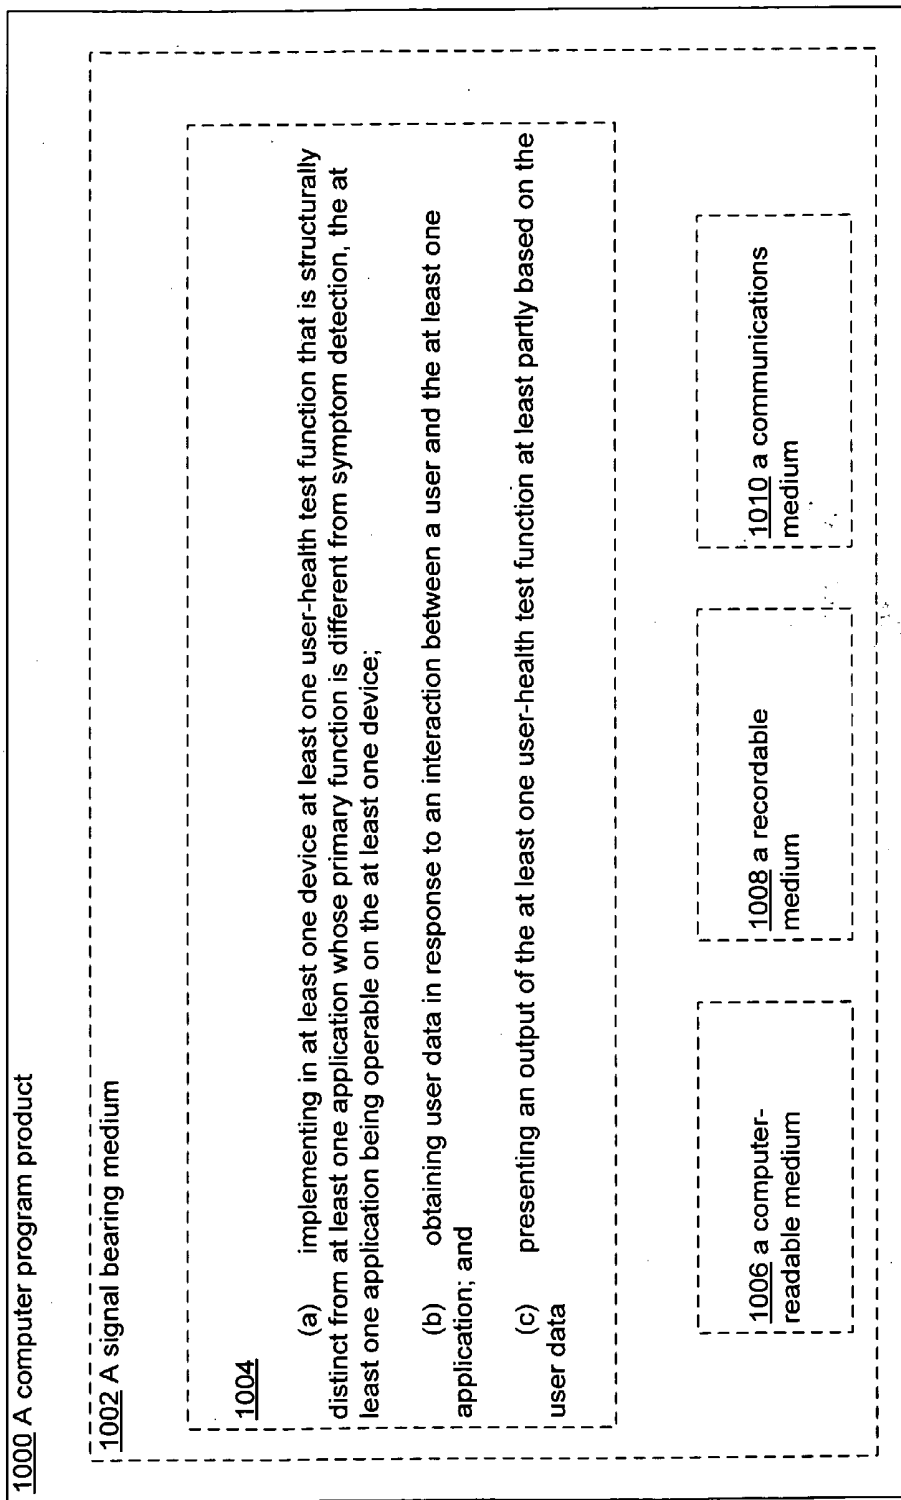 1000 A computer program product
1002 A signal bearing medium
1004
(a) implementing in at least one device at least one user-health test function that is structurally
distinct from at least one application whose primary function is different from symptom detection, the at
least one application being operable on the at least one device;
(b) obtaining user data in response to an interaction between a user and the at least one
application; and
(c) presenting an output of the at least one user-health test function at least partly based on the
user data
1006 a computer-
readable medium
1008 a recordable
medium
1010 a communications
medium